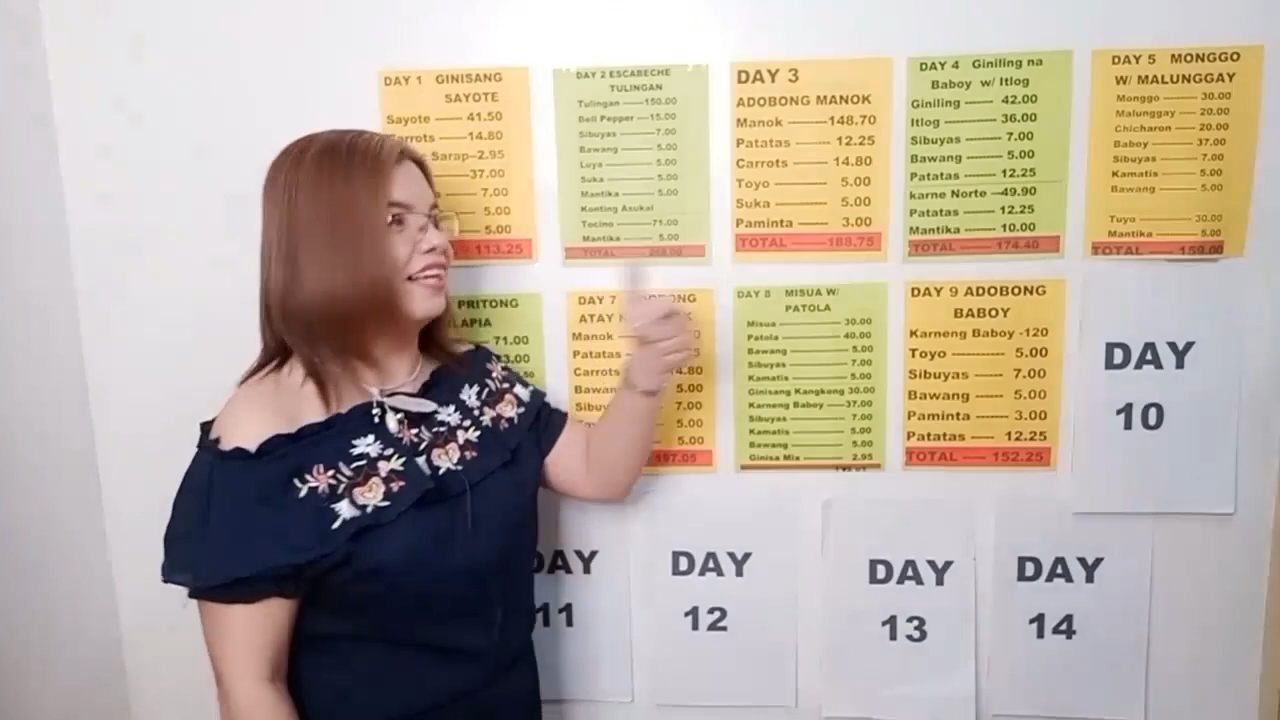 DAY 1 GINISANG
SAYOTE
Sayote ------ 41.50
Carrots ------ 14.80
Sarap--2.95
------37.00
------ 7.00
------ 5.00
5.00
113.25
DAY 2 ESCABECHE
TULINGAN
Tulingan ------150.00
Bell Pepper ----15.00
Sibuyas --------7.00
Bawang -------- 5.00
Luya ---------- 5.00
Suka ---------- 5.00
Mantika ------- 5.00
Konting Asukal
Tocino -------71.00
Mantika ------- 5.00
TOTAL ------
DAY 3
ADOBONG MANOK
Manok ---------148.70
Patatas -------- 12.25
Carrots -------- 14.80
Toyo ---------- 5.00
Suka ---------- 5.00
Paminta ------- 3.00
TOTAL ------188.75
DAY 4 Giniling na
Baboy w/ Itlog
Giniling ------- 42.00
Itlog ---------- 36.00
Sibuyas ------- 7.00
Bawang -------- 5.00
Patatas -------- 12.25
karne Norte --49.90
Patatas -------- 12.25
Mantika ------- 10.00
TOTAL ------ 174.40
DAY 5 MONGGO
W/ MALUNGGAY
Monggo -------- 30.00
Malunggay ---- 20.00
Chicharon ---- 20.00
Baboy --------- 37.00
Sibuyas ------- 7.00
Kamatis ------- 5.00
Bawang -------- 5.00
Tuyo ---------- 30.00
Mantika ------- 5.00
TOTAL ------ 159.00
PRITONG
LAPIA
71.00
DAY 7
ATAY
Manok
Patatas
Carrots 14.80
Bawang 5.00
Sibuyas 7.00
5.00
5.00
197.05
DAY 8 MISUA W/
PATOLA
Misua ---------- 30.00
Patola --------- 40.00
Bawang -------- 5.00
Sibuyas -------- 7.00
Kamatis -------- 5.00
Ginisang Kangkong 30.00
Karneng Baboy ----37.00
Sibuyas -------- 7.00
Kamatis -------- 5.00
Bawang -------- 5.00
Ginisa Mix ----- 2.95
DAY 9 ADOBONG
BABOY
Karneng Baboy -120
Toyo ---------- 5.00
Sibuyas ------- 7.00
Bawang ------ 5.00
Paminta ------ 3.00
Patatas ----- 12.25
TOTAL ---- 152.25
DAY
10
DAY
11
DAY
12
DAY
13
DAY
14